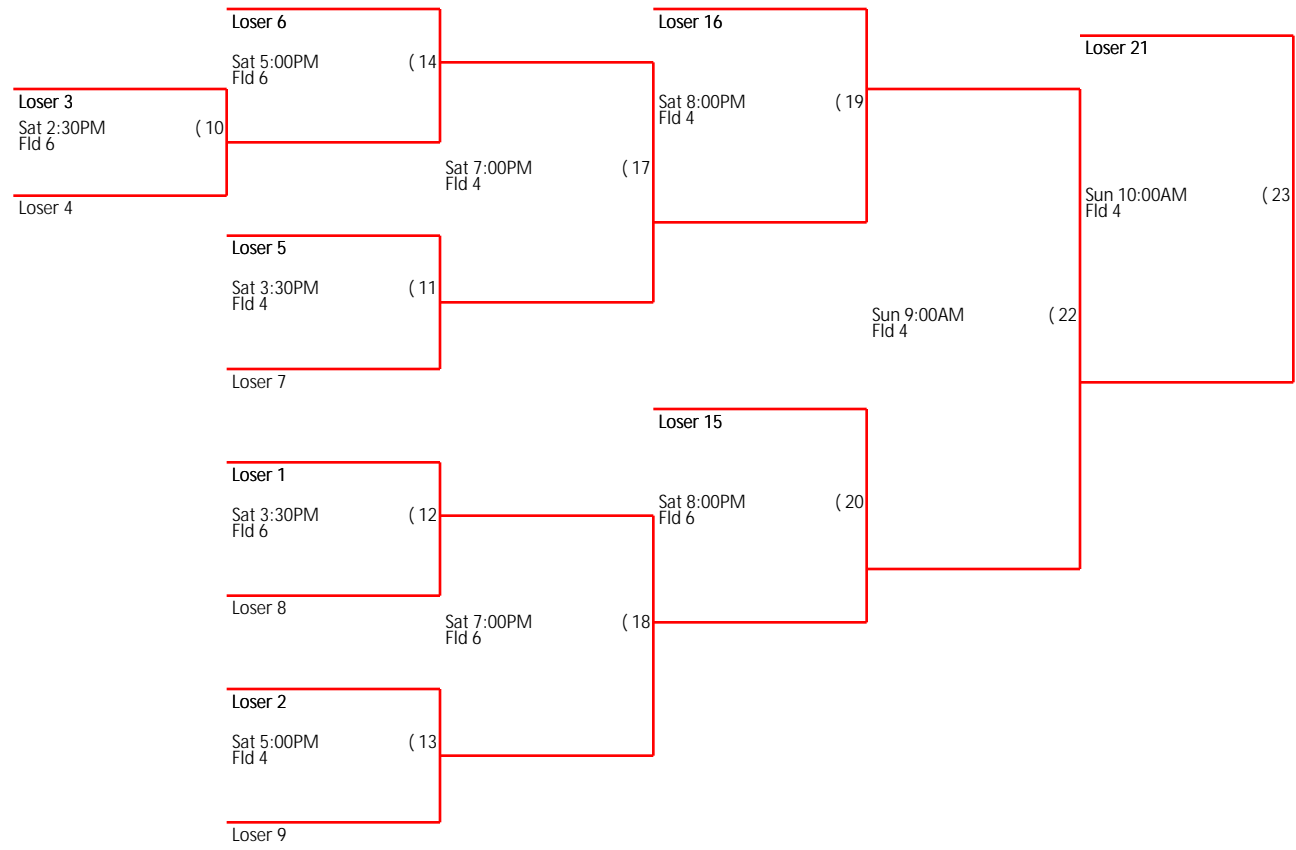 Loser 6
Sat 5:00PM ( 14
Fld 6
Loser 3
Sat 2:30PM ( 10
Fld 6
Loser 4
Sat 7:00PM ( 17
Fld 4
Loser 5
Sat 3:30PM ( 11
Fld 4
Loser 7
Loser 16
Sat 8:00PM ( 19
Fld 4
Loser 21
Sun 10:00AM ( 23
Fld 4
Sun 9:00AM ( 22
Fld 4
Loser 15
Sat 8:00PM ( 20
Fld 6
Loser 1
Sat 3:30PM ( 12
Fld 6
Loser 8
Sat 7:00PM ( 18
Fld 6
Loser 2
Sat 5:00PM ( 13
Fld 4
Loser 9